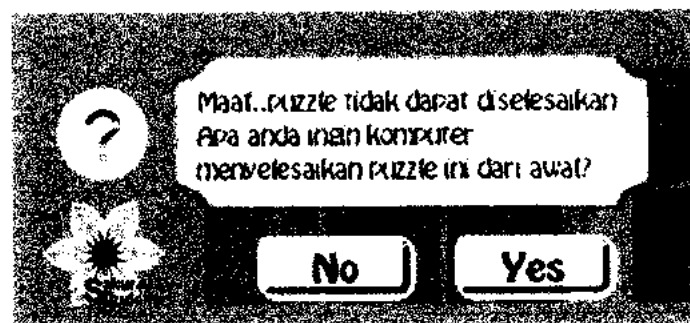 Maaf..puzzle tidak dapat diselesaikan
Apa anda ingin komputer
menyelesaikan puzzle ini dari awal?
?
No
Yes